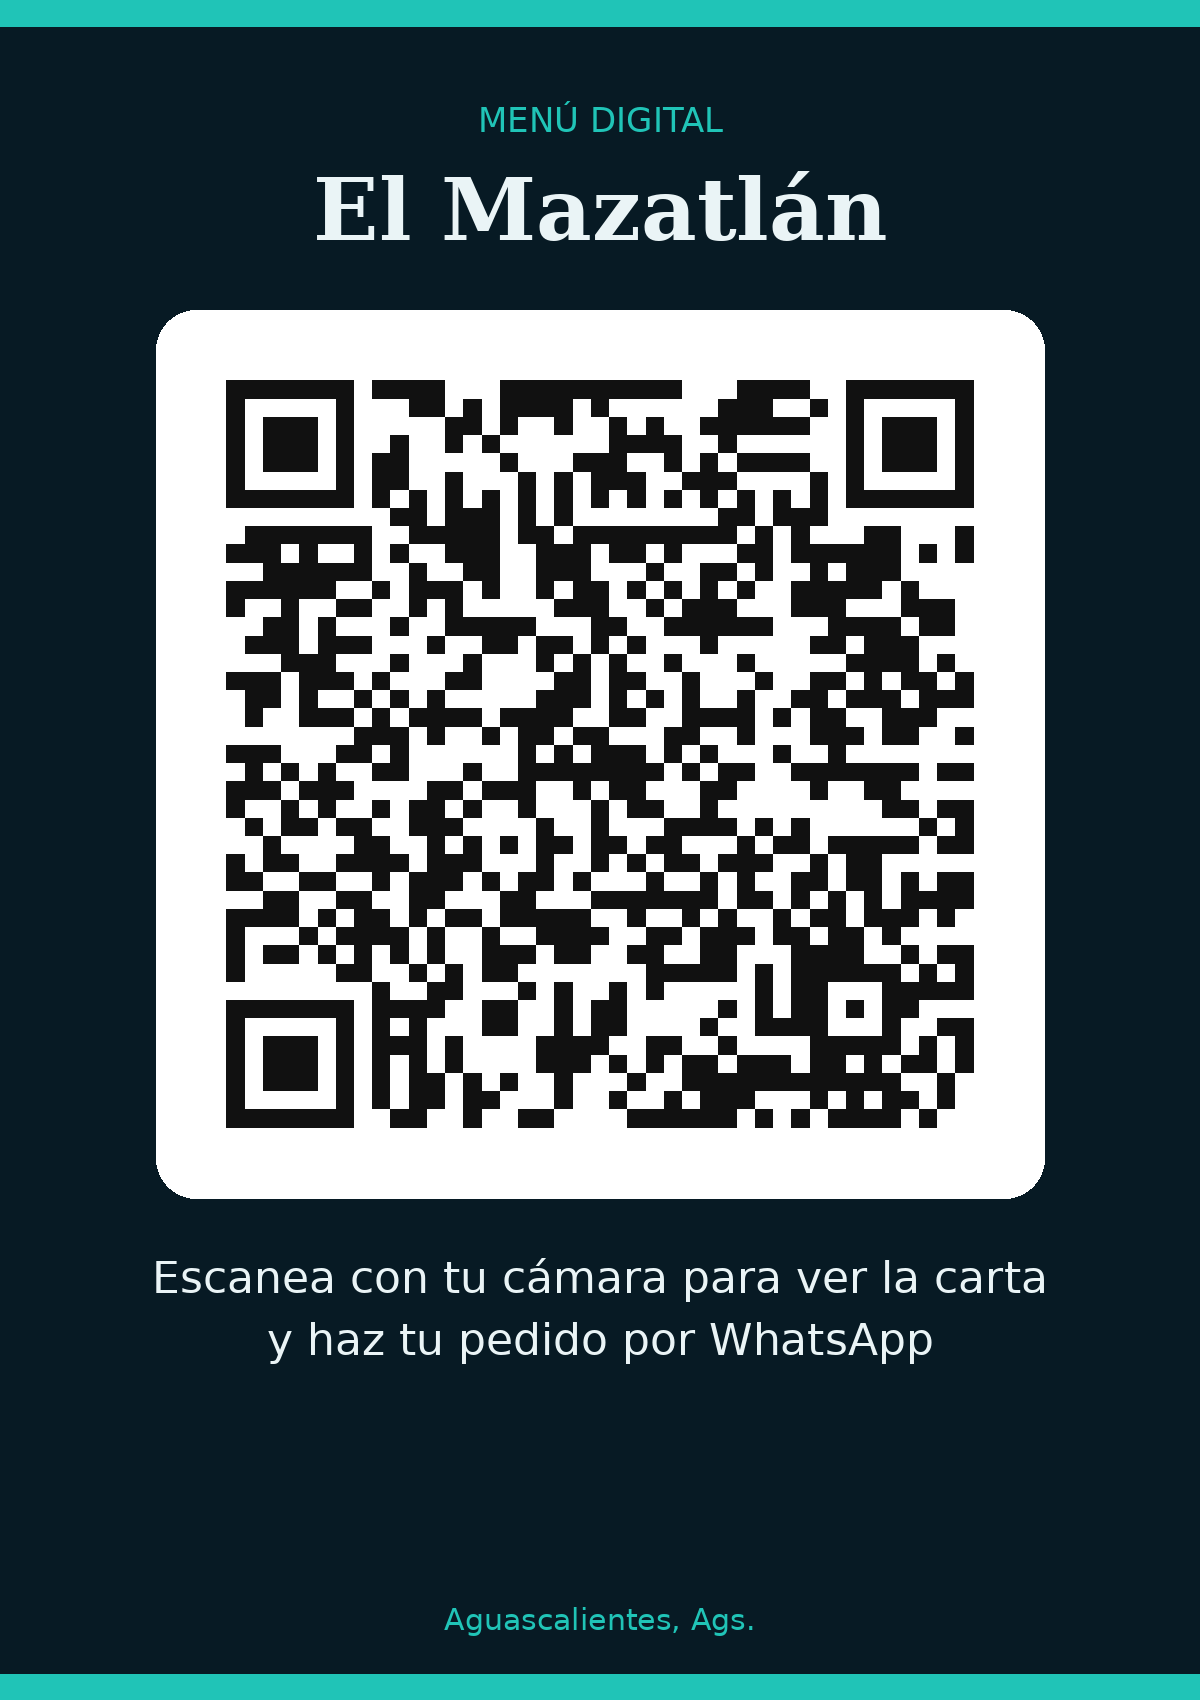 MENÚ DIGITAL
El Mazatlán
Escanea con tu cámara para ver la carta
y haz tu pedido por WhatsApp
Aguascalientes, Ags.